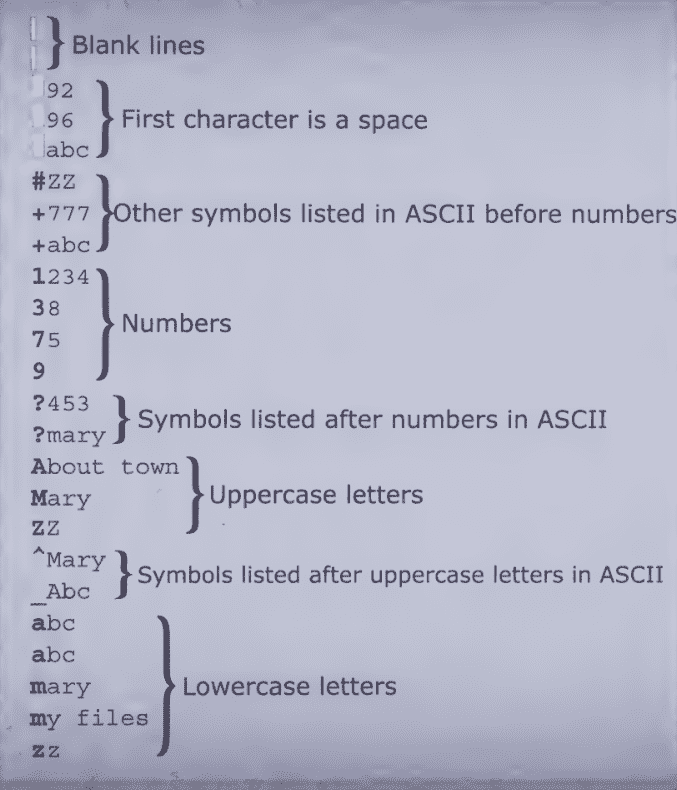 Blank lines
 92
 96 First character is a space
 abc
#ZZ
+777 Other symbols listed in ASCII before numbers
+abc
1234
38
Numbers
75
9
?453
Symbols listed after numbers in ASCII
?mary
About town
Mary Uppercase letters
ZZ
^Mary
Symbols listed after uppercase letters in ASCII
_Abc
abc
abc
mary Lowercase letters
my files
zz